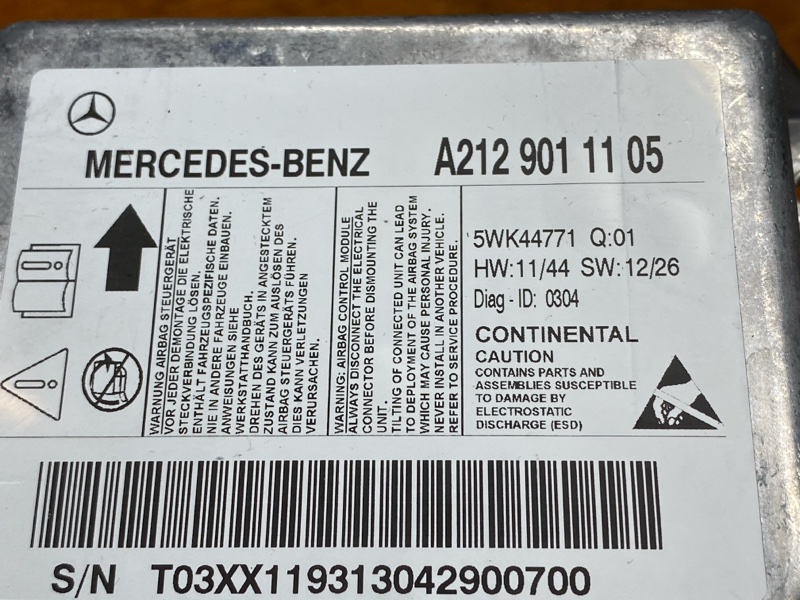 MERCEDES-BENZ A212 901 11 05
WARNUNG AIRBAG STEUERGERÄT
VOR JEDER DEMONTAGE DIE ELEKTRISCHE
STECKVERBINDUNG LÖSEN.
ENTHÄLT FAHRZEUGSPEZIFISCHE DATEN.
NIE IN ANDERE FAHRZEUGE EINBAUEN.
ANWEISUNGEN SIEHE
WERKSTATTHANDBUCH.
DREHEN DES GERÄTS IN ANGESTECKTEM
ZUSTAND KANN ZUM AUSLÖSEN DES
AIRBAG STEUERGERÄTS FÜHREN.
DIES KANN VERLETZUNGEN
VERURSACHEN.
WARNING: AIRBAG CONTROL MODULE
ALWAYS DISCONNECT THE ELECTRICAL
CONNECTOR BEFORE DISMOUNTING THE
UNIT.
TILTING OF CONNECTED UNIT CAN LEAD
TO DEPLOYMENT OF THE AIRBAG SYSTEM
WHICH MAY CAUSE PERSONAL INJURY.
NEVER INSTALL IN ANOTHER VEHICLE.
REFER TO SERVICE PROCEDURE.
5WK44771 Q:01
HW:11/44 SW:12/26
Diag - ID: 0304
CONTINENTAL
CAUTION
CONTAINS PARTS AND
ASSEMBLIES SUSCEPTIBLE
TO DAMAGE BY
ELECTROSTATIC
DISCHARGE (ESD)
S/N T03XX119313042900700